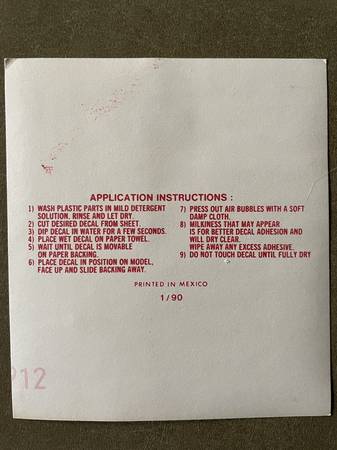 APPLICATION INSTRUCTIONS :
1) WASH PLASTIC PARTS IN MILD DETERGENT
SOLUTION. RINSE AND LET DRY.
2) CUT DESIRED DECAL FROM SHEET.
3) DIP DECAL IN WATER FOR A FEW SECONDS.
4) PLACE WET DECAL ON PAPER TOWEL.
5) WAIT UNTIL DECAL IS MOVABLE
ON PAPER BACKING.
6) PLACE DECAL IN POSITION ON MODEL,
FACE UP AND SLIDE BACKING AWAY.
7) PRESS OUT AIR BUBBLES WITH A SOFT
DAMP CLOTH.
8) MILKINESS THAT MAY APPEAR
IS FOR BETTER DECAL ADHESION AND
WILL DRY CLEAR.
WIPE AWAY ANY EXCESS ADHESIVE.
9) DO NOT TOUCH DECAL UNTIL FULLY DRY
PRINTED IN MEXICO
1/90
12